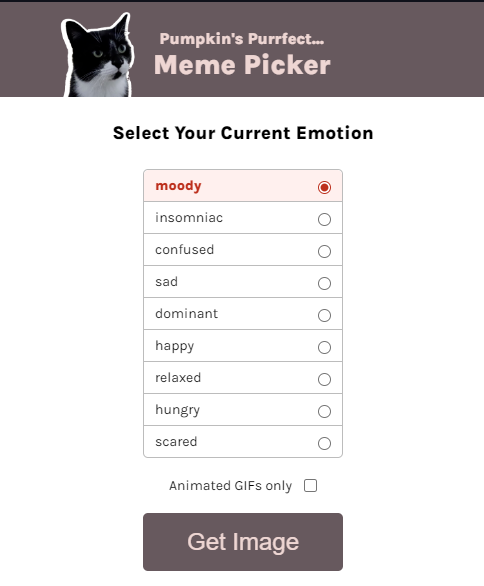 Pumpkin's Purrfect...
Meme Picker
Select Your Current Emotion
moody
insomniac
confused
sad
dominant
happy
relaxed
hungry
scared
Animated GIFs only
Get Image